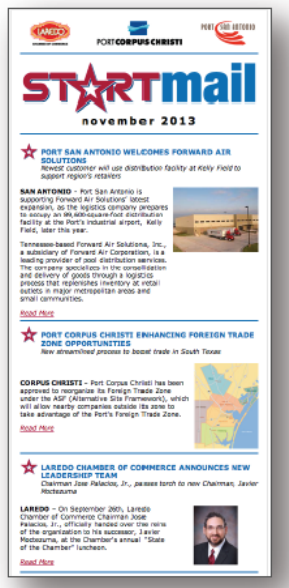 LAREDO
CHAMBER OF COMMERCE
PORTCORPUS CHRISTI
PORT SAN ANTONIO
STARTmail
november 2013
PORT SAN ANTONIO WELCOMES FORWARD AIR
SOLUTIONS
Newest customer will use distribution facility at Kelly Field to
support region's retailers
SAN ANTONIO - Port San Antonio is
supporting Forward Air Solutions' latest
expansion, as the logistics company prepares
to occupy an 89,600-square-foot distribution
facility at the Port's industrial airport, Kelly
Field, later this year.
Tennessee-based Forward Air Solutions, Inc.,
a subsidiary of Forward Air Corporation, is a
leading provider of pool distribution services.
The company specializes in the consolidation
and delivery of goods through a logistics
process that replenishes inventory at retail
outlets in major metropolitan areas and
small communities.
Read More
PORT CORPUS CHRISTI ENHANCING FOREIGN TRADE
ZONE OPPORTUNITIES
New streamlined process to boost trade in South Texas
CORPUS CHRISTI - Port Corpus Christi has
been approved to reorganize its Foreign Trade Zone
under the ASF (Alternative Site Framework), which
will allow nearby companies outside its zone to
take advantage of the Port's Foreign Trade Zone.
Read More
LAREDO CHAMBER OF COMMERCE ANNOUNCES NEW
LEADERSHIP TEAM
Chairman Jose Palacios, Jr., passes torch to new Chairman, Javier
Moctezuma
LAREDO - On September 26th, Laredo
Chamber of Commerce Chairman Jose
Palacios, Jr., officially handed over the reins
of the organization to his successor, Javier
Moctezuma, at the Chamber's annual "State
of the Chamber" luncheon.
Read More